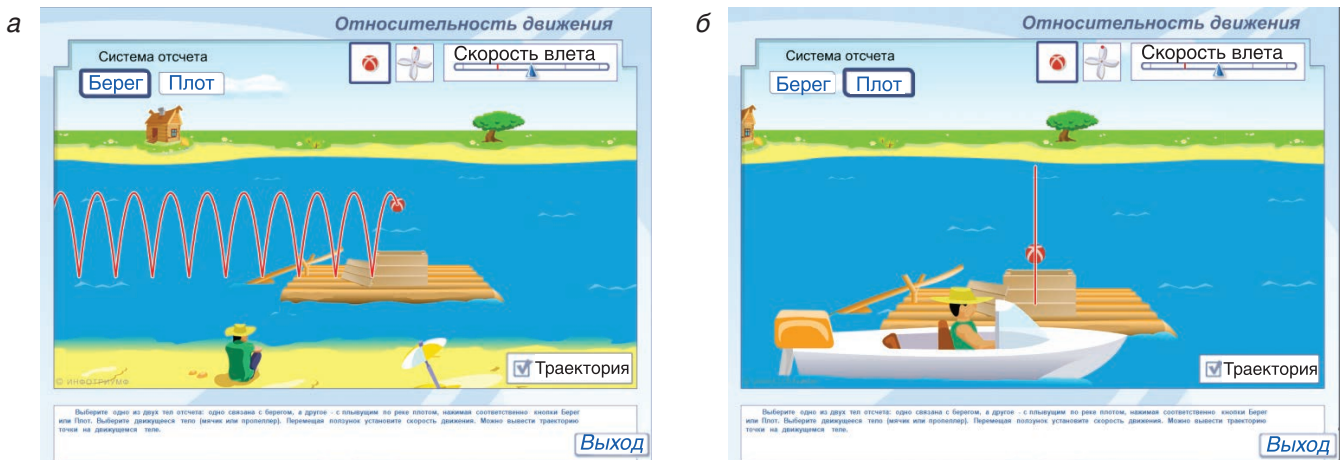 а
Относительность движения
Система отсчета
Берег
Плот
Скорость влета
Траектория
© ИНФОТРИУМФ
Выберите одно из двух тел отсчета: одно связана с берегом, а другое - с плывущим по реке плотом, нажимая соответственно кнопки Берег
или Плот. Выберите движущееся тело (мячик или пропеллер). Перемещая ползунок установите скорость движения. Можно вывести траекторию
точки на движущемся теле.
Выход
б
Относительность движения
Система отсчета
Берег
Плот
Скорость влета
Траектория
Выберите одно из двух тел отсчета: одно связана с берегом, а другое - с плывущим по реке плотом, нажимая соответственно кнопки Берег
или Плот. Выберите движущееся тело (мячик или пропеллер). Перемещая ползунок установите скорость движения. Можно вывести траекторию
точки на движущемся теле.
Выход